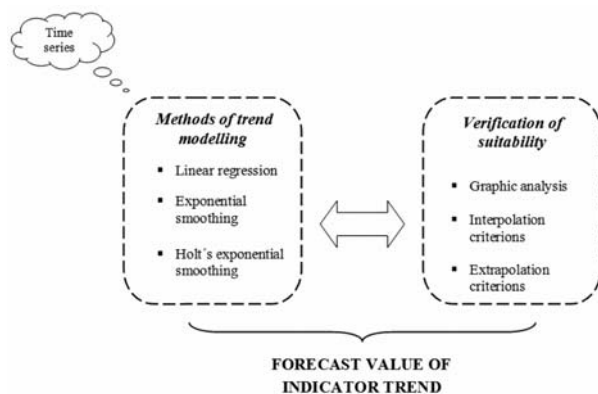 Time
series
Methods of trend
modelling
▪ Linear regression
▪ Exponential
smoothing
▪ Holt´s exponential
smoothing
Verification of
suitability
▪ Graphic analysis
▪ Interpolation
criterions
▪ Extrapolation
criterions
FORECAST VALUE OF
INDICATOR TREND